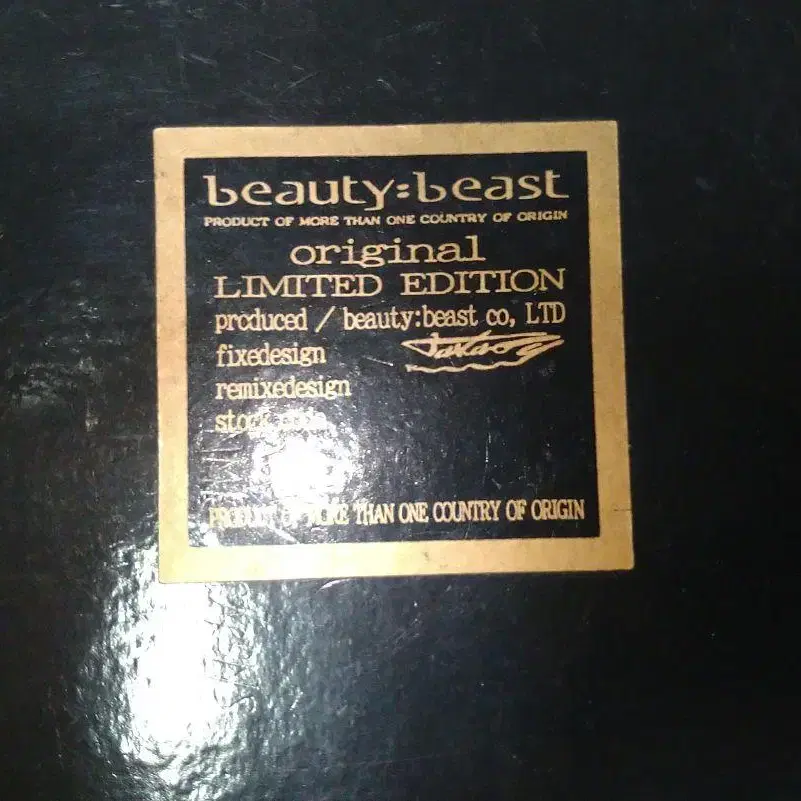 beauty:beast
PRODUCT OF MORE THAN ONE COUNTRY OF ORIGIN
original
LIMITED EDITION
produced / beauty:beast co, LTD
fixedesign
remixedesign
stock
PRODUCT OF MORE THAN ONE COUNTRY OF ORIGIN